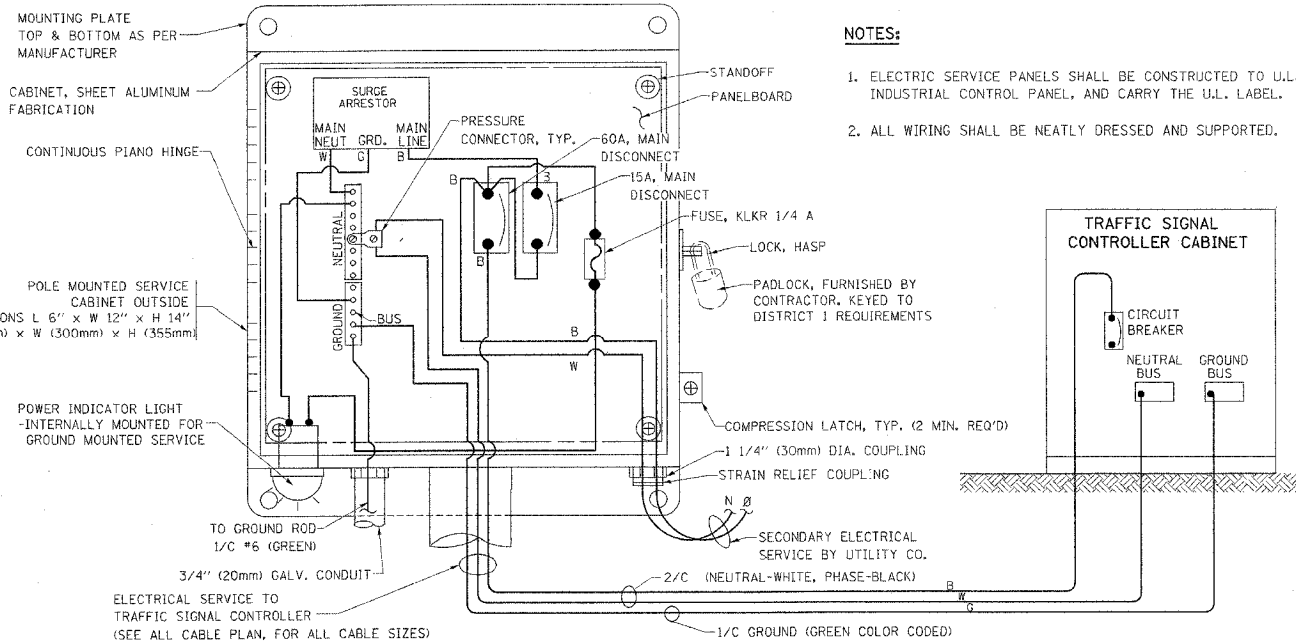 MOUNTING PLATE
TOP & BOTTOM AS PER
MANUFACTURER
CABINET, SHEET ALUMINUM
FABRICATION
CONTINUOUS PIANO HINGE
POLE MOUNTED SERVICE
CABINET OUTSIDE
L 6" x W 12" x H 14"
x W (300mm) x H (355mm)
POWER INDICATOR LIGHT
-INTERNALLY MOUNTED FOR
GROUND MOUNTED SERVICE
SURGE
ARRESTOR
MAIN
NEUT
GRD.
MAIN
LINE
W
G
B
NEUTRAL
GROUND
BUS
PRESSURE
CONNECTOR, TYP.
STANDOFF
PANELBOARD
60A, MAIN
DISCONNECT
15A, MAIN
DISCONNECT
B
3
B
FUSE, KLKR 1/4 A
LOCK, HASP
PADLOCK, FURNISHED BY
CONTRACTOR. KEYED TO
DISTRICT 1 REQUIREMENTS
B
W
COMPRESSION LATCH, TYP. (2 MIN. REQ'D)
1 1/4" (30mm) DIA. COUPLING
STRAIN RELIEF COUPLING
N Ø
SECONDARY ELECTRICAL
SERVICE BY UTILITY CO.
TO GROUND ROD
1/C #6 (GREEN)
3/4" (20mm) GALV. CONDUIT
ELECTRICAL SERVICE TO
TRAFFIC SIGNAL CONTROLLER
(SEE ALL CABLE PLAN, FOR ALL CABLE SIZES)
2/C (NEUTRAL-WHITE, PHASE-BLACK)
B
W
G
1/C GROUND (GREEN COLOR CODED)
NOTES:
1. ELECTRIC SERVICE PANELS SHALL BE CONSTRUCTED TO U.L.
INDUSTRIAL CONTROL PANEL, AND CARRY THE U.L. LABEL.
2. ALL WIRING SHALL BE NEATLY DRESSED AND SUPPORTED.
TRAFFIC SIGNAL
CONTROLLER CABINET
CIRCUIT
BREAKER
NEUTRAL
BUS
GROUND
BUS